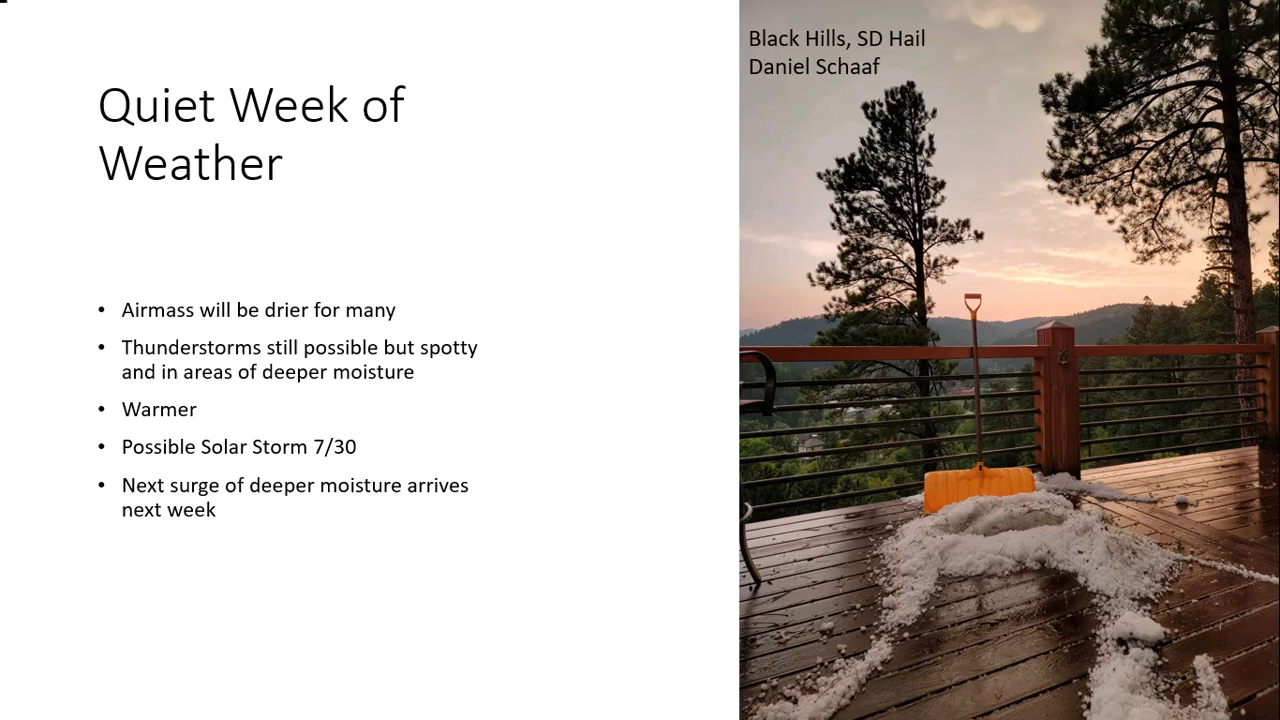 Quiet Week of
Weather
• Airmass will be drier for many
• Thunderstorms still possible but spotty
and in areas of deeper moisture
• Warmer
• Possible Solar Storm 7/30
• Next surge of deeper moisture arrives
next week
Black Hills, SD Hail
Daniel Schaaf